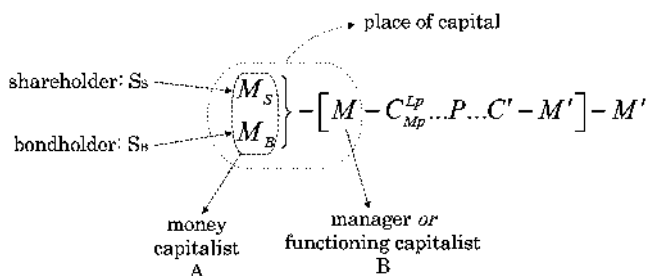 place of capital
shareholder: S_S
bondholder: S_B
M_S
M_B
} – [ M – C^{Lp}_{Mp} ...P...C' – M' ] – M'
money
capitalist
A
manager or
functioning capitalist
B